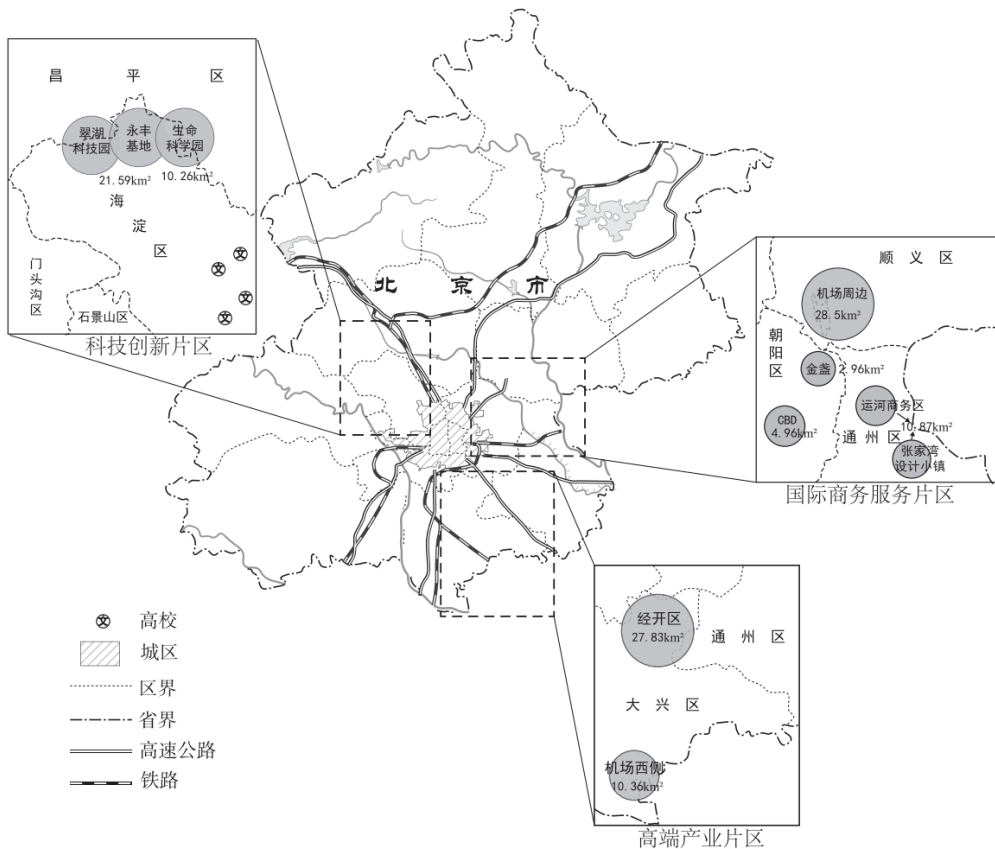 昌 平 区
翠湖
科技园
永丰
基地
生命
科学园
21.59km²
10.26km²
海
淀
区
文
文
文
文
门
头
沟
区
石景山区
科技创新片区
北 京 市
顺 义 区
机场周边
28.5km²
朝
阳
区
金盏
2.96km²
CBD
4.96km²
运河商务区
10.87km²
通 州 区
张家湾
设计小镇
国际商务服务片区
经开区
27.83km²
通 州 区
大 兴 区
机场西侧
10.36km²
高端产业片区
文 高校
城区
区界
省界
高速公路
铁路